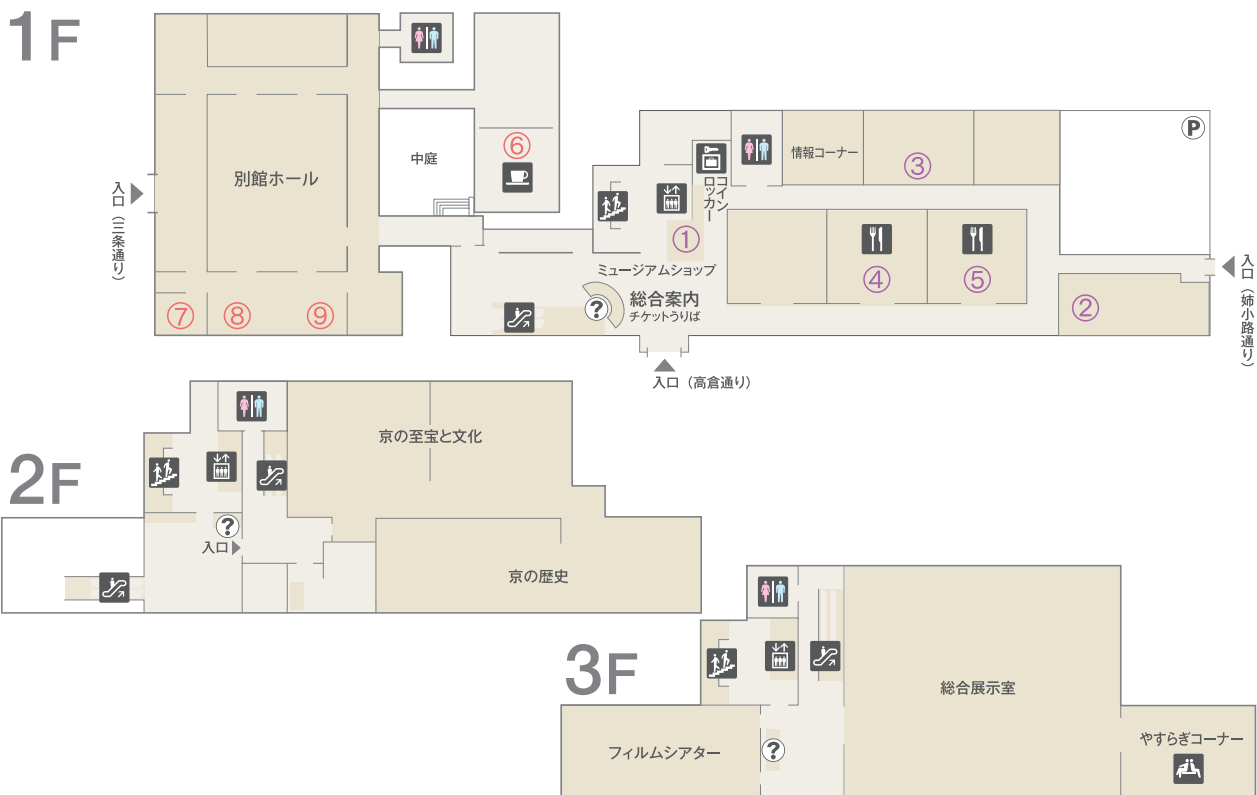 1F
⑥
中庭
別館ホール
入口（三条通り）
⑦
⑧
⑨
P
情報コーナー
③
コイン
ロッカー
①
ミュージアムショップ
④
⑤
総合案内
チケットうりば
?
②
入口（姉小路通り）
入口（高倉通り）
2F
京の至宝と文化
?
入口
京の歴史
3F
総合展示室
フィルムシアター
?
やすらぎコーナー